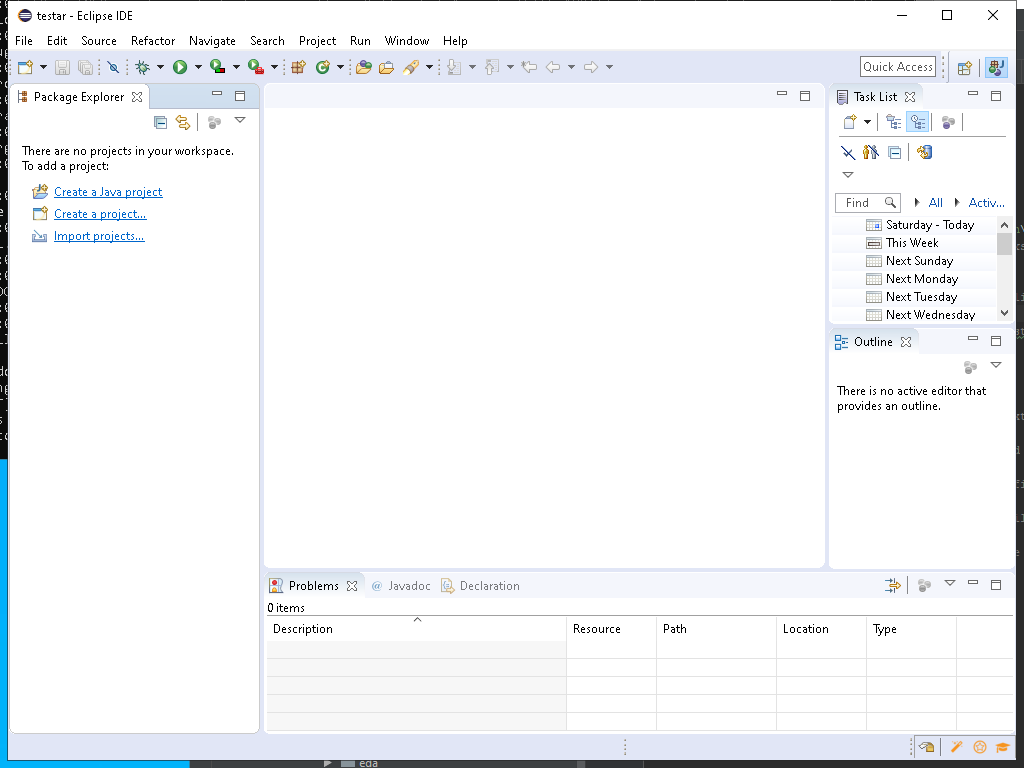 testar - Eclipse IDE
File Edit Source Refactor Navigate Search Project Run Window Help
Quick Access
Package Explorer
There are no projects in your workspace.
To add a project:
Create a Java project
Create a project...
Import projects...
Task List
Find All Activ...
Saturday - Today
This Week
Next Sunday
Next Monday
Next Tuesday
Next Wednesday
Outline
There is no active editor that
provides an outline.
Problems @ Javadoc Declaration
0 items
Description Resource Path Location Type
eda